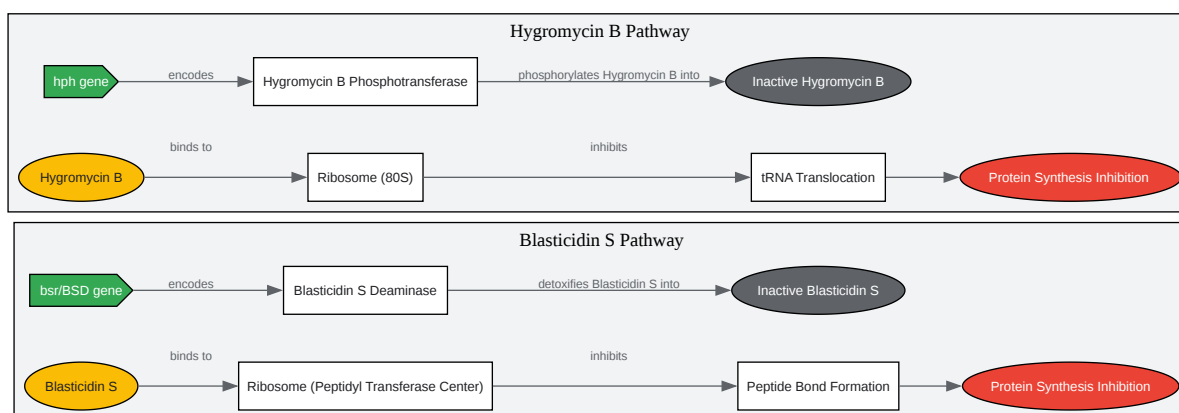 Hygromycin B Pathway
hph gene
encodes
Hygromycin B Phosphotransferase
phosphorylates Hygromycin B into
Inactive Hygromycin B
Hygromycin B
binds to
Ribosome (80S)
inhibits
tRNA Translocation
Protein Synthesis Inhibition
Blasticidin S Pathway
bsr/BSD gene
encodes
Blasticidin S Deaminase
detoxifies Blasticidin S into
Inactive Blasticidin S
Blasticidin S
binds to
Ribosome (Peptidyl Transferase Center)
inhibits
Peptide Bond Formation
Protein Synthesis Inhibition